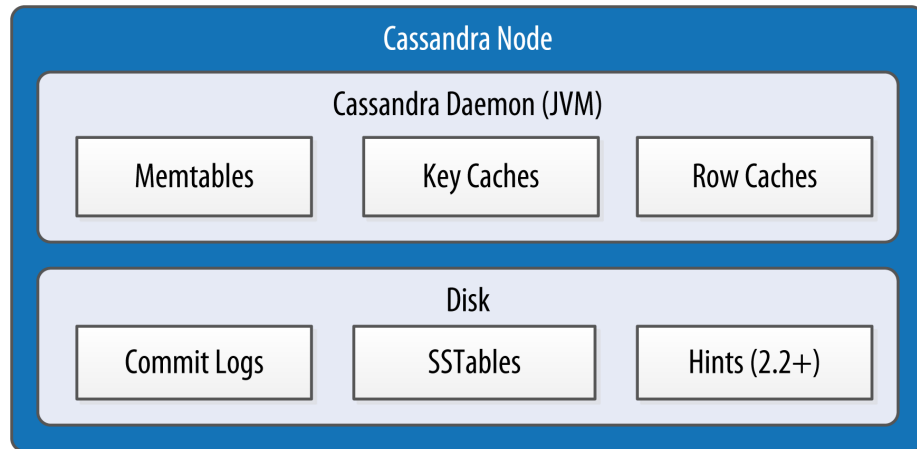 Cassandra Node
Cassandra Daemon (JVM)
Memtables
Key Caches
Row Caches
Disk
Commit Logs
SSTables
Hints (2.2+)